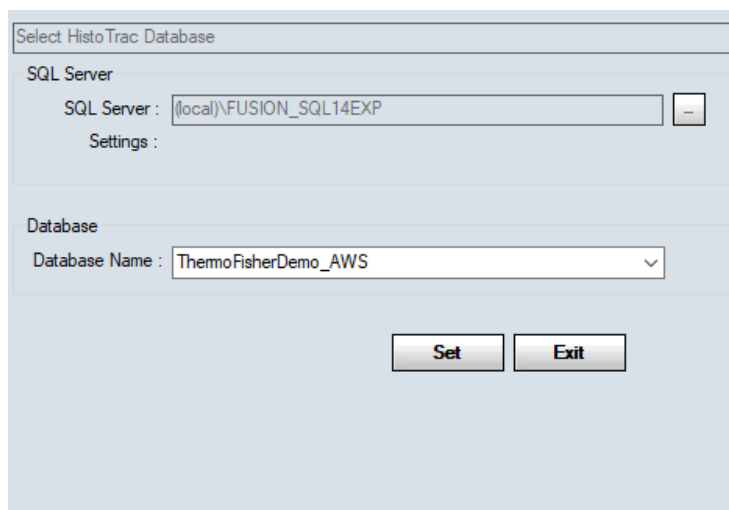 Select HistoTrac Database
SQL Server
SQL Server : (local)\FUSION_SQL14EXP ...
Settings :
Database
Database Name : ThermoFisherDemo_AWS
Set Exit